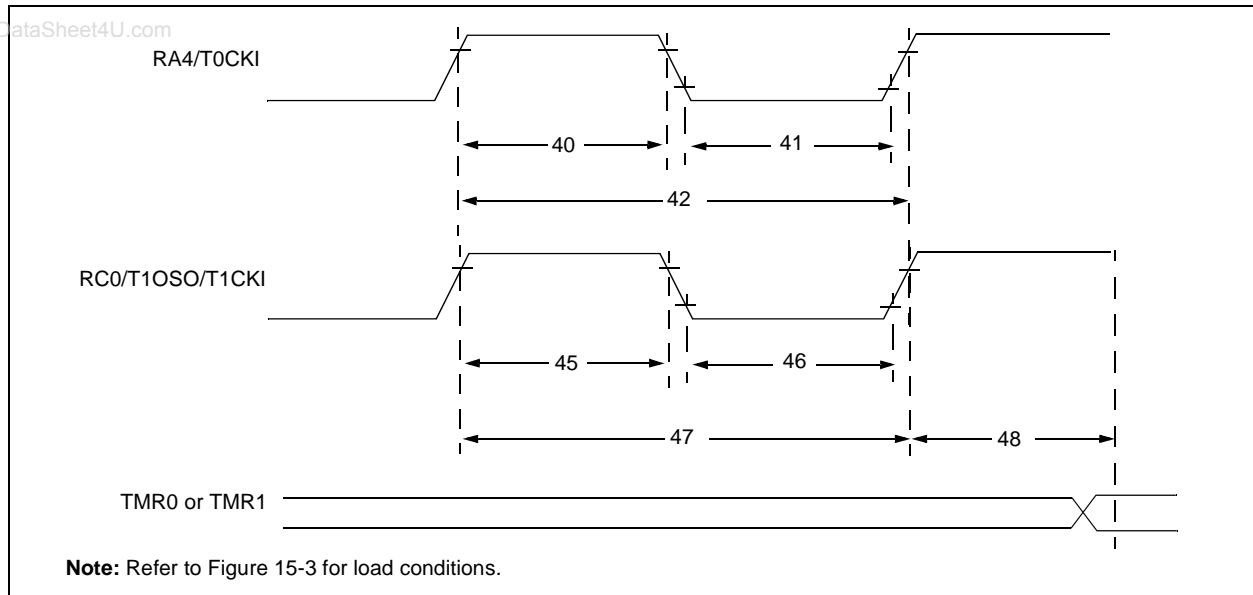 DataSheet4U.com
RA4/T0CKI
40
41
42
RC0/T1OSO/T1CKI
45
46
47
48
TMR0 or TMR1
Note: Refer to Figure 15-3 for load conditions.